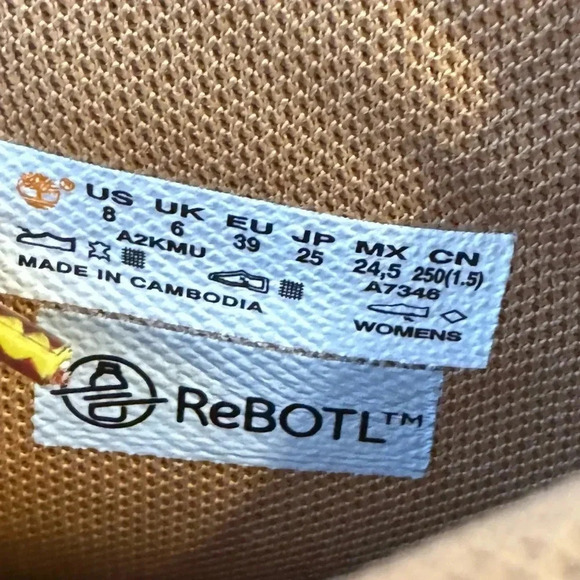 US UK EU JP MX CN
8 6 39 25 24,5 250(1.5)
A2KMU A7346
MADE IN CAMBODIA WOMENS
ReBOTL™